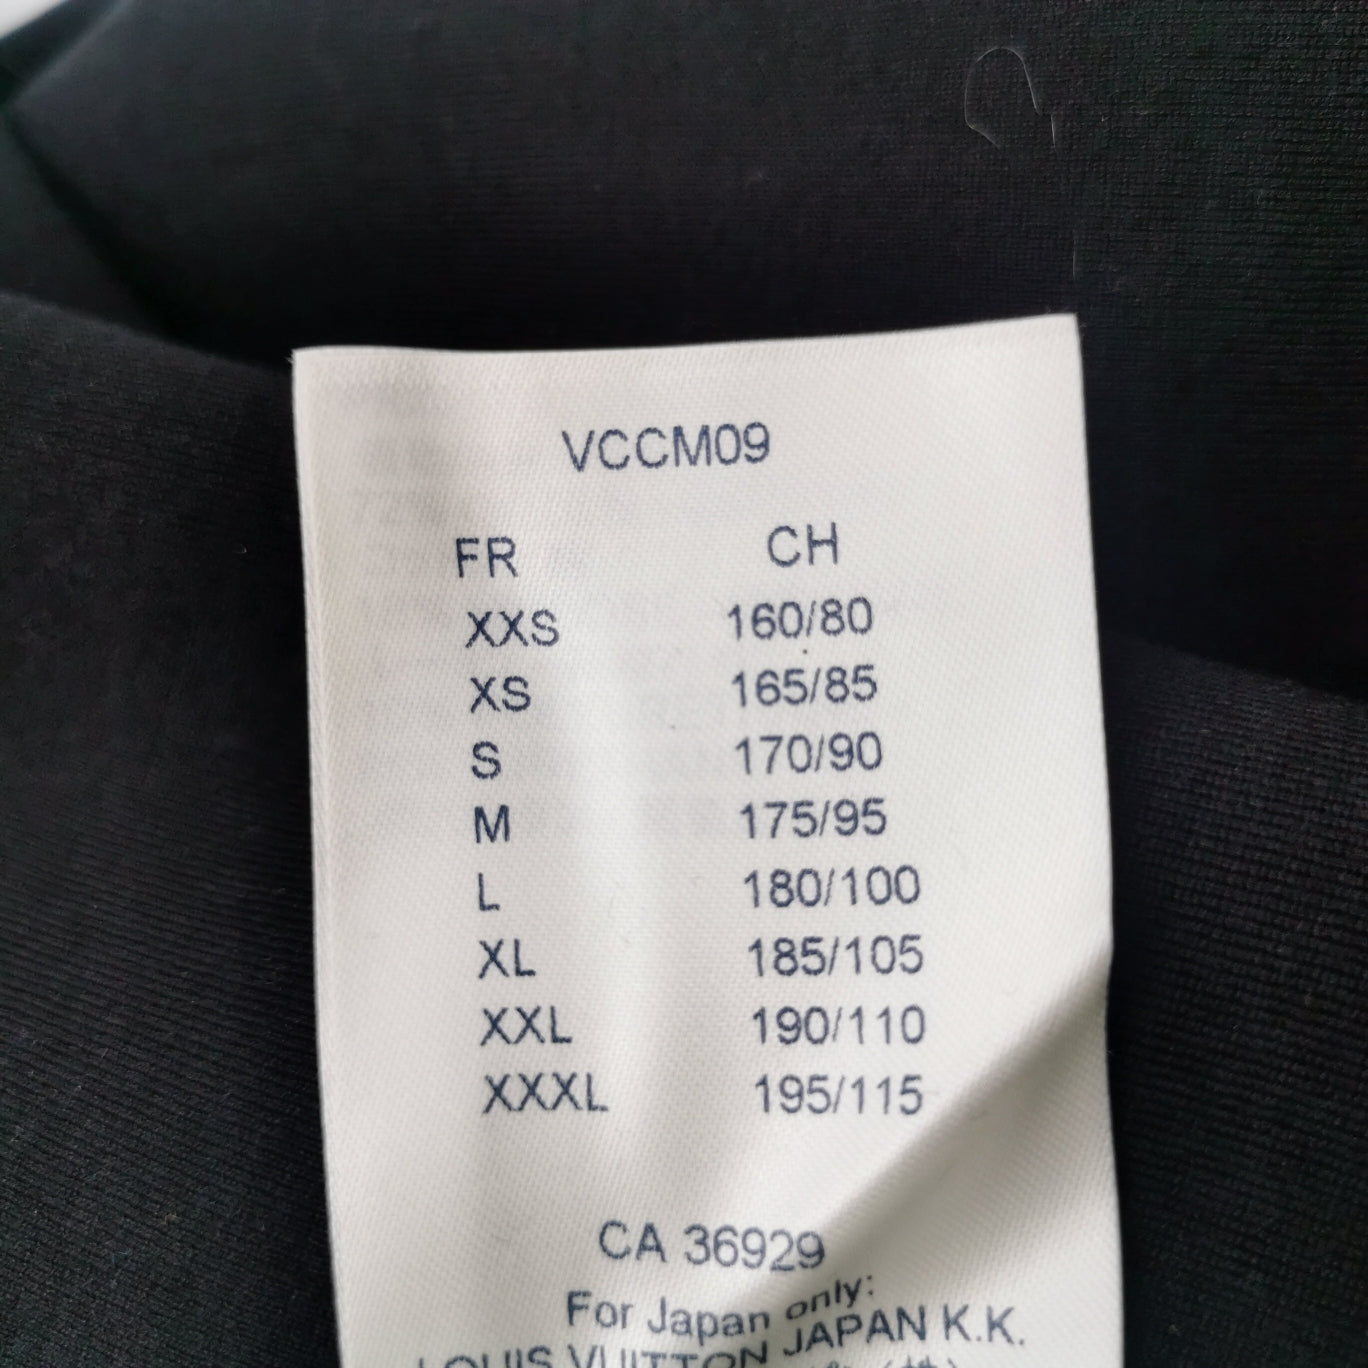 VCCM09
FR CH
XXS 160/80
XS 165/85
S 170/90
M 175/95
L 180/100
XL 185/105
XXL 190/110
XXXL 195/115
CA 36929
For Japan only:
LOUIS VUITTON JAPAN K.K.